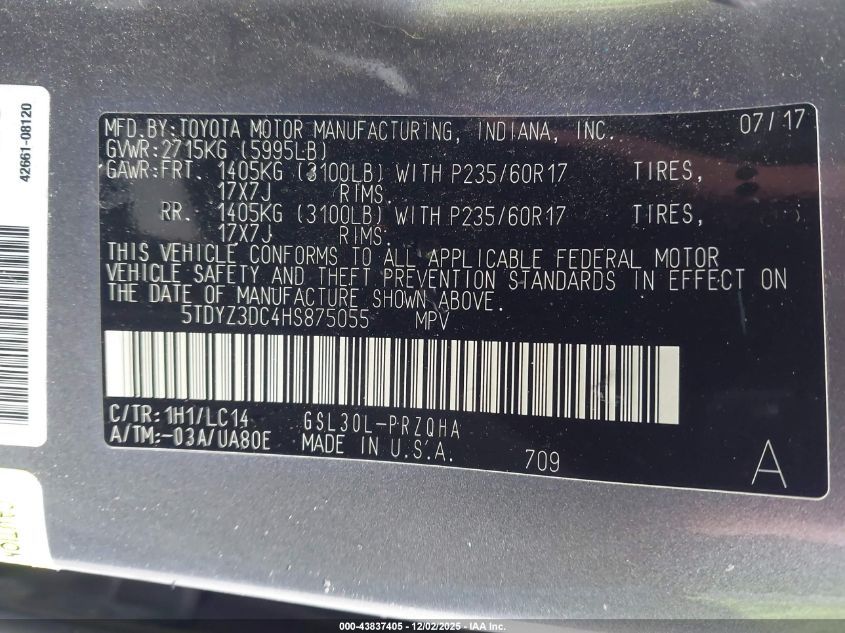 42661-08120
MFD.BY:TOYOTA MOTOR MANUFACTURING, INDIANA, INC. 07/17
GVWR:2715KG (5995LB)
GAWR:FRT. 1405KG (3100LB) WITH P235/60R17 TIRES,
17X7J RIMS.
RR. 1405KG (3100LB) WITH P235/60R17 TIRES,
17X7J RIMS.
THIS VEHICLE CONFORMS TO ALL APPLICABLE FEDERAL MOTOR
VEHICLE SAFETY AND THEFT PREVENTION STANDARDS IN EFFECT ON
THE DATE OF MANUFACTURE SHOWN ABOVE.
5TDYZ3DC4HS875055 MPV
C/TR:1H1/LC14 GSL30L-PRZQHA
A/TM:-03A/UA80E MADE IN U.S.A. 709 A
000-43837405 - 12/02/2025 - IAA Inc.